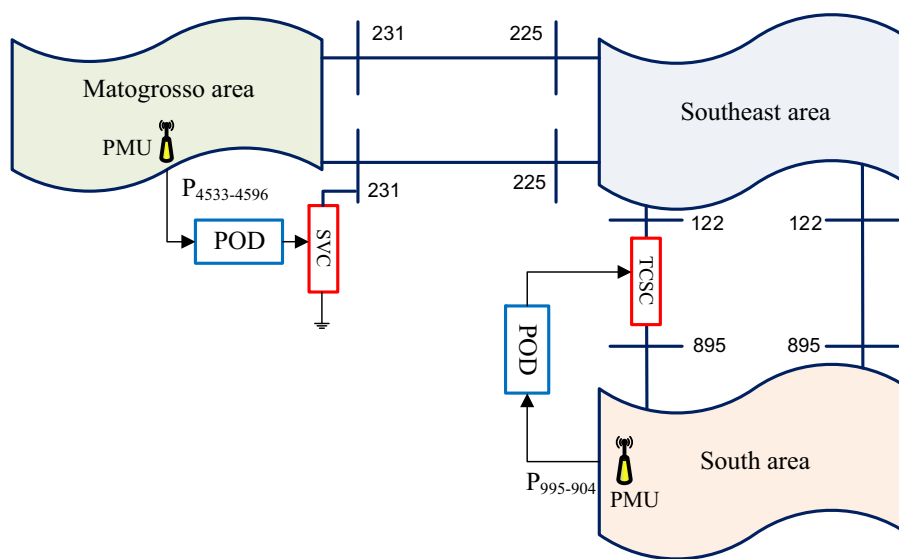 231
225
Matogrosso area
Southeast area
PMU
P4533-4596
231
225
POD
SVC
122
122
TCSC
POD
895
895
South area
P995-904
PMU